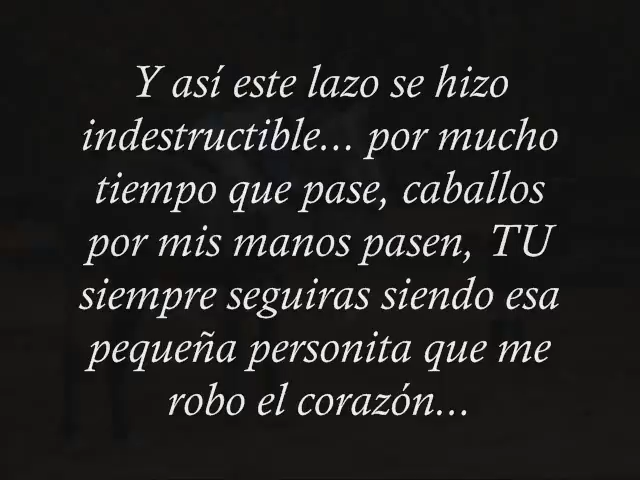 Y así este lazo se hizo
indestructible... por mucho
tiempo que pase, caballos
por mis manos pasen, TU
siempre seguiras siendo esa
pequeña personita que me
robo el corazón...